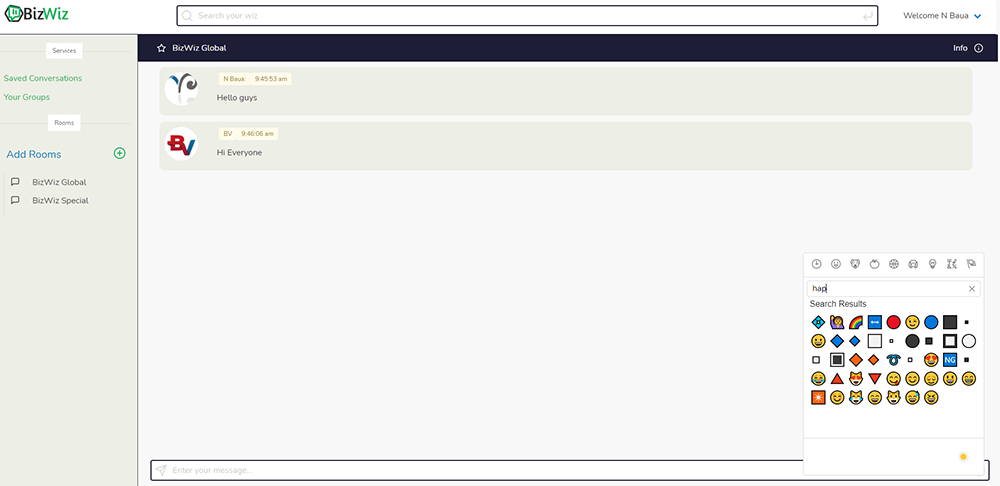 BizWiz
Search your wiz
Welcome N Baua
Services
Saved Conversations
Your Groups
Rooms
Add Rooms
BizWiz Global
BizWiz Special
BizWiz Global
Info
N Baua 9:45:53 am
Hello guys
BV
BV 9:46:06 am
Hi Everyone
hap
Search Results
NG
Enter your message...